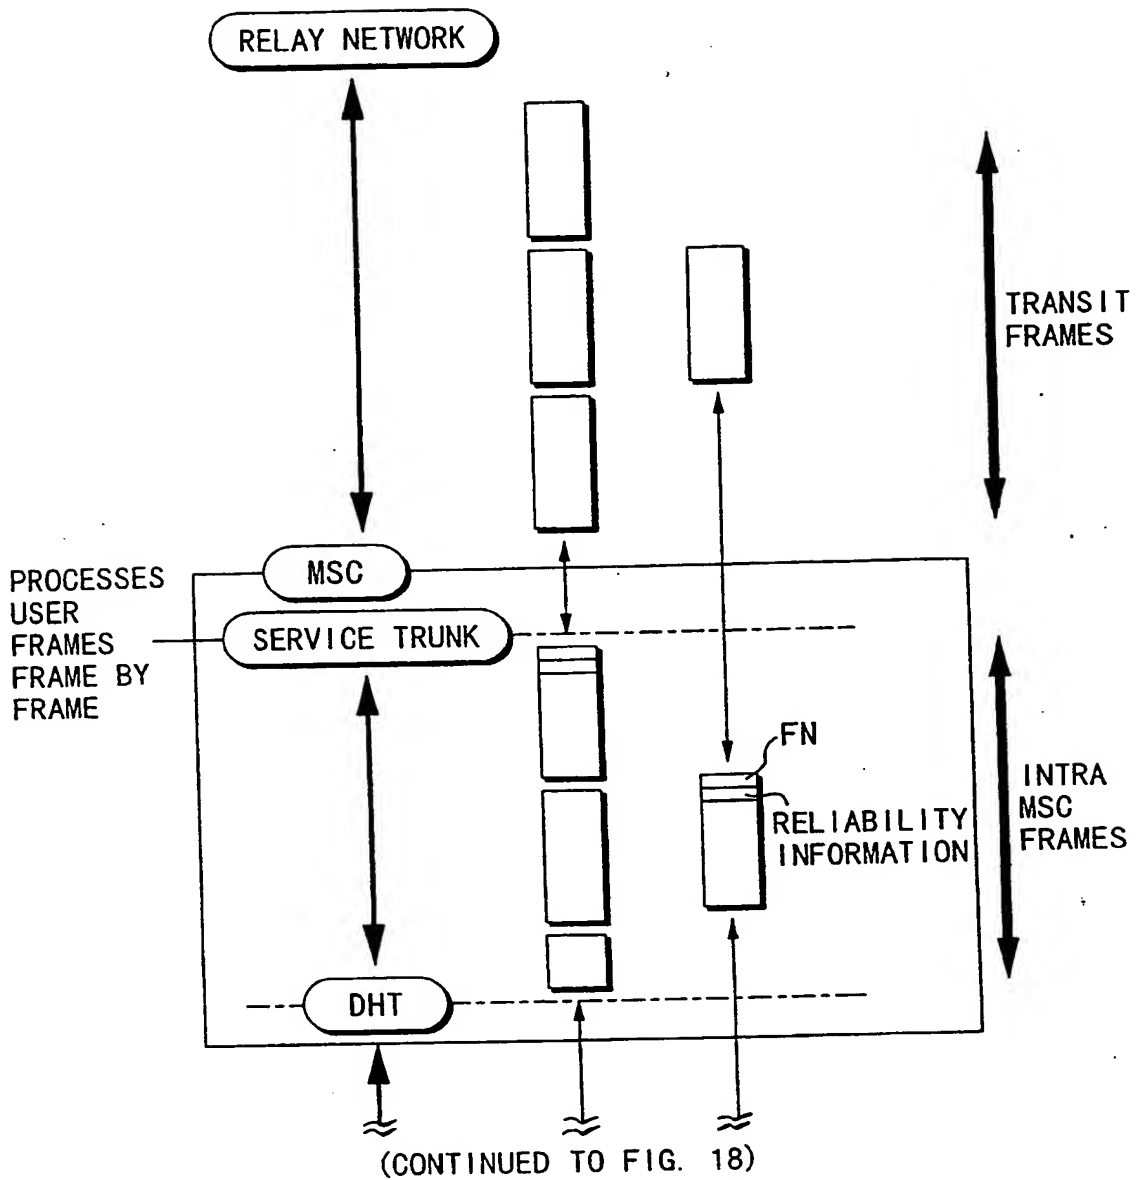 RELAY NETWORK
TRANSIT
FRAMES
MSC
PROCESSES
USER
FRAMES
FRAME BY
FRAME
SERVICE TRUNK
FN
RELIABILITY
INFORMATION
INTRA
MSC
FRAMES
DHT
(CONTINUED TO FIG. 18)